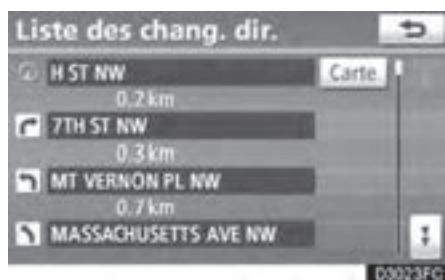 Liste des chang. dir.
H ST NW
Carte
0.2 km
7TH ST NW
0.3 km
MT VERNON PL NW
0.7 km
MASSACHUSETTS AVE NW
D3023FC